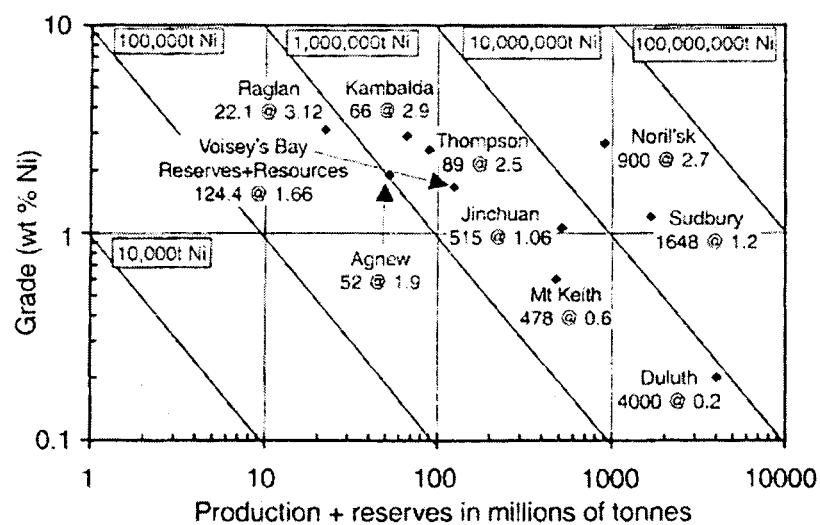 10
100,000t Ni
1,000,000t Ni
10,000,000t Ni
100,000,000t Ni
Raglan
22.1 @ 3.12
Kambalda
66 @ 2.9
Voisey's Bay
Reserves+Resources
124.4 @ 1.66
Thompson
89 @ 2.5
Noril'sk
900 @ 2.7
Jinchuan
515 @ 1.06
Sudbury
1648 @ 1.2
1
10,000t Ni
Agnew
52 @ 1.9
Mt Keith
478 @ 0.6
Duluth
4000 @ 0.2
0.1
Grade (wt % Ni)
1
10
100
1000
10000
Production + reserves in millions of tonnes